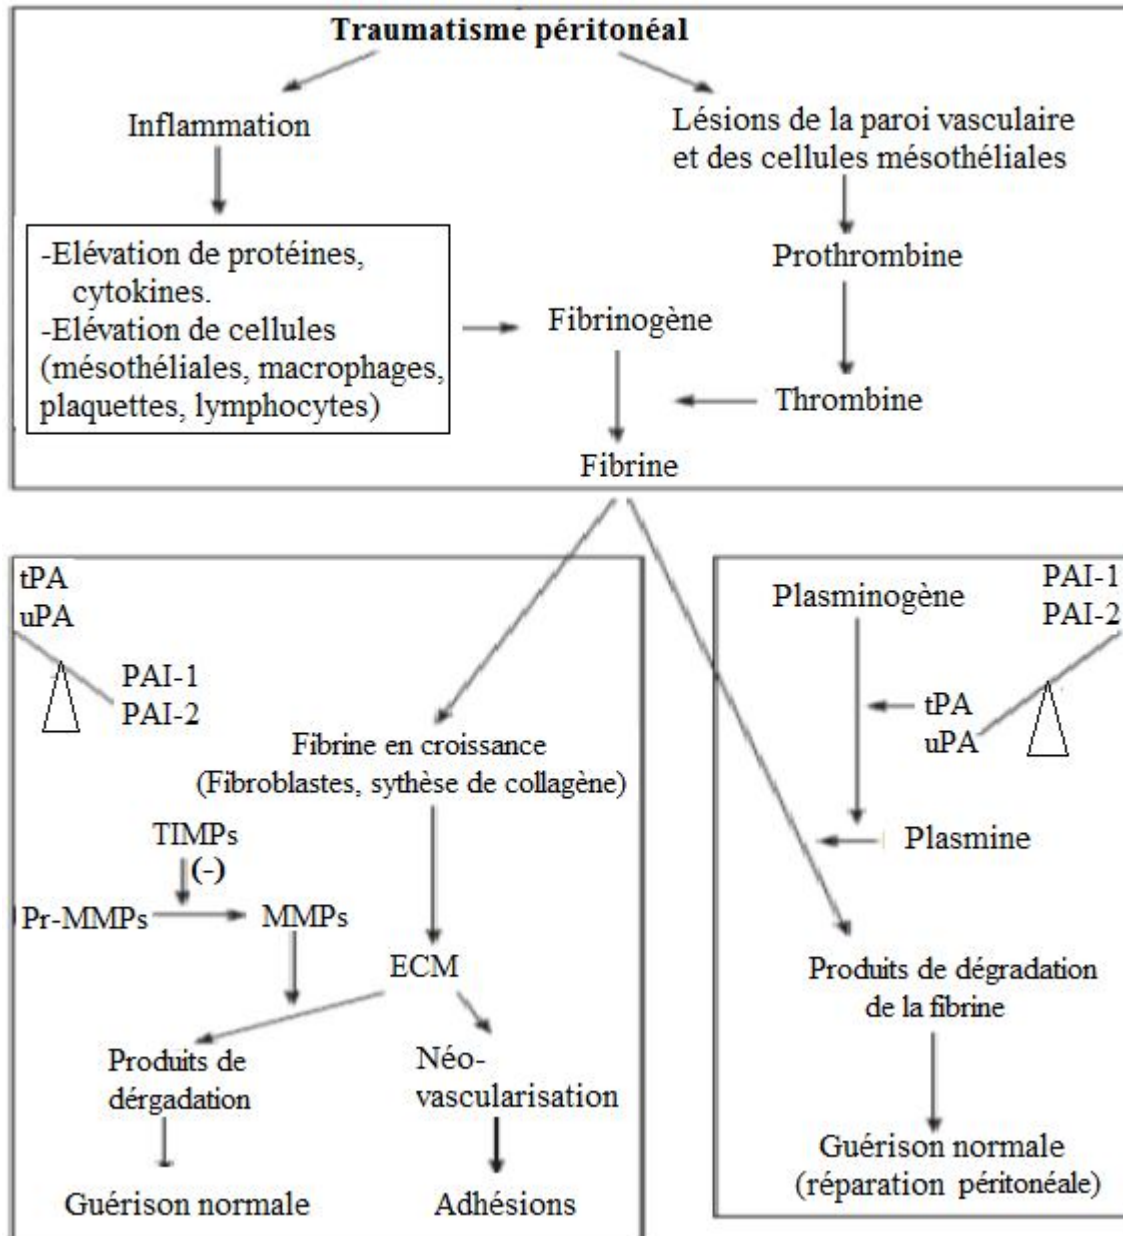 Traumatisme péritonéal
Inflammation
Lésions de la paroi vasculaire
et des cellules mésothéliales
-Elévation de protéines,
cytokines.
-Elévation de cellules
(mésothéliales, macrophages,
plaquettes, lymphocytes)
Fibrinogène
Prothrombine
Thrombine
Fibrine
tPA
uPA
PAI-1
PAI-2
Fibrine en croissance
(Fibroblastes, sythèse de collagène)
TIMPs
(-)
Pr-MMPs
MMPs
ECM
Produits de
dérgadation
Néo-
vascularisation
Guérison normale
Adhésions
Plasminogène
PAI-1
PAI-2
tPA
uPA
Plasmine
Produits de dégradation
de la fibrine
Guérison normale
(réparation péritonéale)